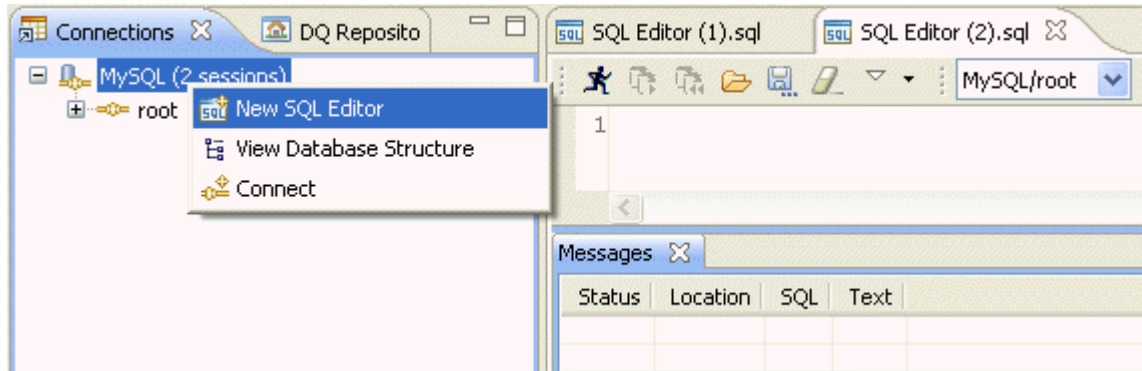 Connections
DQ Reposito
MySQL (2 sessions)
root
New SQL Editor
View Database Structure
Connect
SQL Editor (1).sql
SQL Editor (2).sql
MySQL/root
1
Messages
Status Location SQL Text